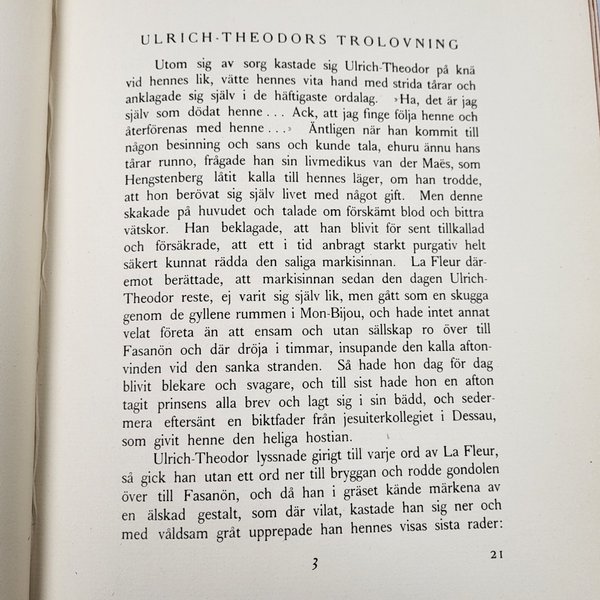 ULRICH-THEODORS TROLOVNING
Utom sig av sorg kastade sig Ulrich-Theodor på knä
vid hennes lik, vätte hennes vita hand med strida tårar och
anklagade sig själv i de häftigaste ordalag. ›Ha, det är jag
själv som dödat henne... Ack, att jag finge följa henne och
återförenas med henne...› Äntligen när han kommit till
någon besinning och sans och kunde tala, ehuru ännu hans
tårar runno, frågade han sin livmedikus van der Maës, som
Hengstenberg låtit kalla till hennes läger, om han trodde,
att hon berövat sig själv livet med något gift. Men denne
skakade på huvudet och talade om förskämt blod och bittra
vätskor. Han beklagade, att han blivit för sent tillkallad
och försäkrade, att ett i tid anbragt starkt purgativ helt
säkert kunnat rädda den saliga markisinnan. La Fleur där-
emot berättade, att markisinnan sedan den dagen Ulrich-
Theodor reste, ej varit sig själv lik, men gått som en skugga
genom de gyllene rummen i Mon-Bijou, och hade intet annat
velat företa än att ensam och utan sällskap ro över till
Fasanön och där dröja i timmar, insupande den kalla afton-
vinden vid den sanka stranden. Så hade hon dag för dag
blivit blekare och svagare, och till sist hade hon en afton
tagit prinsens alla brev och lagt sig i sin bädd, och seder-
mera eftersänt en biktfader från jesuiterkollegiet i Dessau,
som givit henne den heliga hostian.
Ulrich-Theodor lyssnade girigt till varje ord av La Fleur,
så gick han utan ett ord ner till bryggan och rodde gondolen
över till Fasanön, och då han i gräset kände märkena av
en älskad gestalt, som där vilat, kastade han sig ner och
med våldsam gråt upprepade han hennes visas sista rader:
3
21